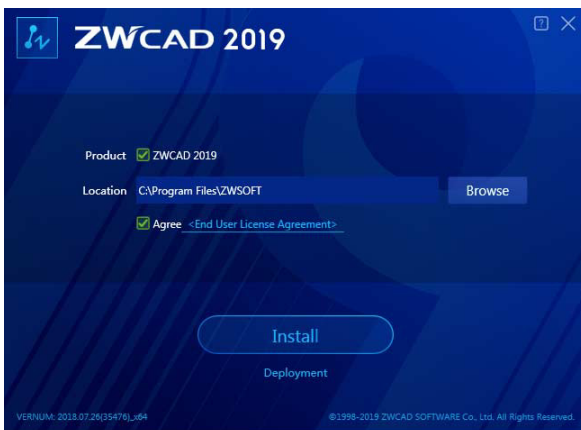 ZWCAD 2019
?
Product ZWCAD 2019
Location C:\Program Files\ZWSOFT Browse
Agree <End User License Agreement>
Install
Deployment
VERNUM: 2018.07.26(35476)_x64 ©1998-2019 ZWCAD SOFTWARE Co., Ltd. All Rights Reserved.